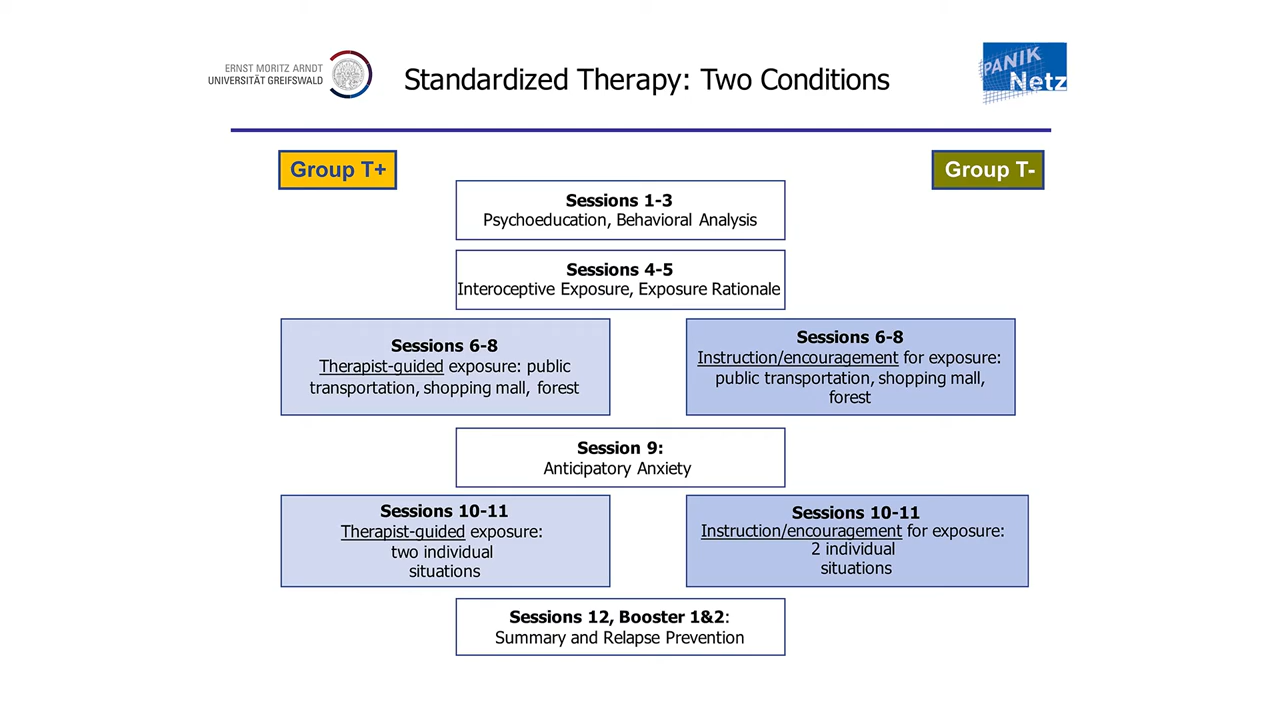 ERNST MORITZ ARNDT
UNIVERSITÄT GREIFSWALD
Standardized Therapy: Two Conditions
PANIK
Netz
Group T+
Group T-
Sessions 1-3
Psychoeducation, Behavioral Analysis
Sessions 4-5
Interoceptive Exposure, Exposure Rationale
Sessions 6-8
Therapist-guided exposure: public
transportation, shopping mall, forest
Sessions 6-8
Instruction/encouragement for exposure:
public transportation, shopping mall,
forest
Session 9:
Anticipatory Anxiety
Sessions 10-11
Therapist-guided exposure:
two individual
situations
Sessions 10-11
Instruction/encouragement for exposure:
2 individual
situations
Sessions 12, Booster 1&2:
Summary and Relapse Prevention